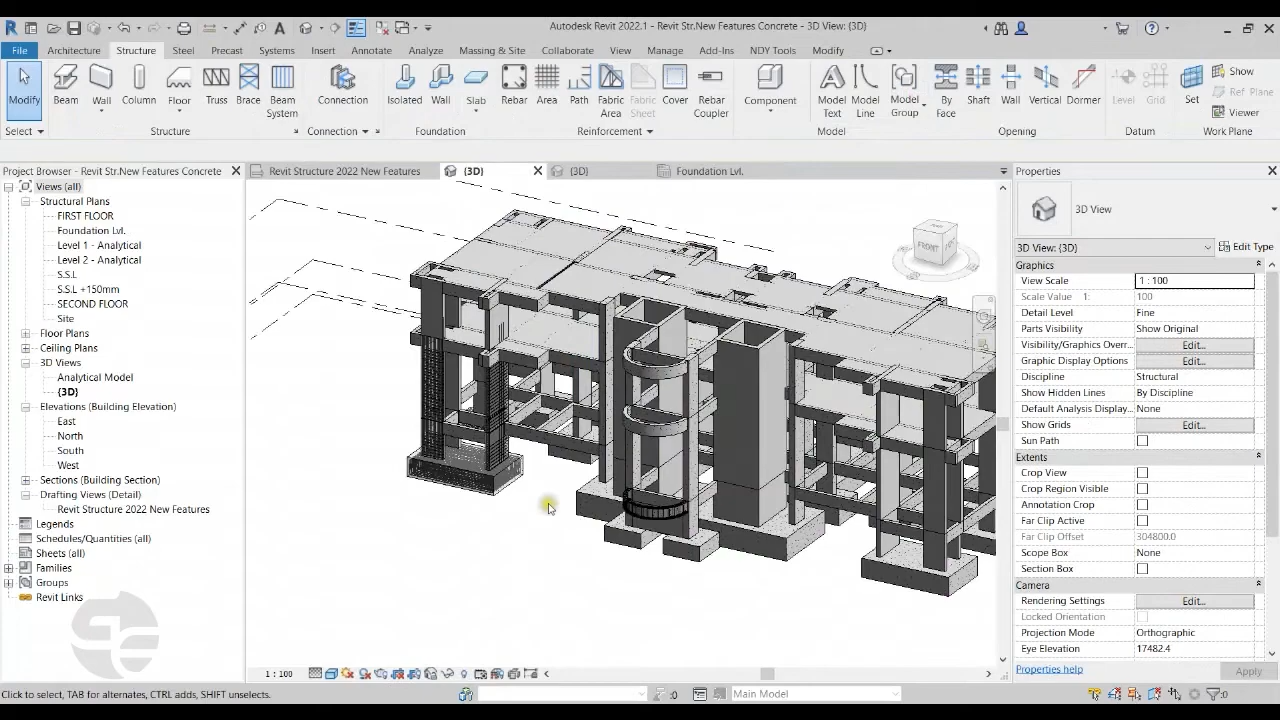 Autodesk Revit 2022.1 - Revit Str.New Features Concrete - 3D View: {3D}
File Architecture Structure Steel Precast Systems Insert Annotate Analyze Massing & Site Collaborate View Manage Add-Ins NDY Tools Modify
Modify Beam Wall Column Floor Truss Brace Beam System Connection Isolated Wall Slab Rebar Area Path Fabric Area Fabric Sheet Cover Rebar Coupler Component Model Text Model Line Model Group By Face Shaft Wall Vertical Dormer Level Grid Set Show Ref Plane Viewer
Select Structure Connection Foundation Reinforcement Model Opening Datum Work Plane
Project Browser - Revit Str.New Features Concrete
Revit Structure 2022 New Features {3D} {3D} Foundation Lvl.
Views (all)
Structural Plans
FIRST FLOOR
Foundation Lvl.
Level 1 - Analytical
Level 2 - Analytical
S.S.L
S.S.L +150mm
SECOND FLOOR
Site
Floor Plans
Ceiling Plans
3D Views
Analytical Model
{3D}
Elevations (Building Elevation)
East
North
South
West
Sections (Building Section)
Drafting Views (Detail)
Revit Structure 2022 New Features
Legends
Schedules/Quantities (all)
Sheets (all)
Families
Groups
Revit Links
FRONT
1 : 100
Properties
3D View
3D View: {3D} Edit Type
Graphics
View Scale 1 : 100
Scale Value 1: 100
Detail Level Fine
Parts Visibility Show Original
Visibility/Graphics Overr... Edit...
Graphic Display Options Edit...
Discipline Structural
Show Hidden Lines By Discipline
Default Analysis Display... None
Show Grids Edit...
Sun Path
Extents
Crop View
Crop Region Visible
Annotation Crop
Far Clip Active
Far Clip Offset 304800.0
Scope Box None
Section Box
Camera
Rendering Settings Edit...
Locked Orientation
Projection Mode Orthographic
Eye Elevation 17482.4
Properties help Apply
Click to select, TAB for alternates, CTRL adds, SHIFT unselects. :0 Main Model :0